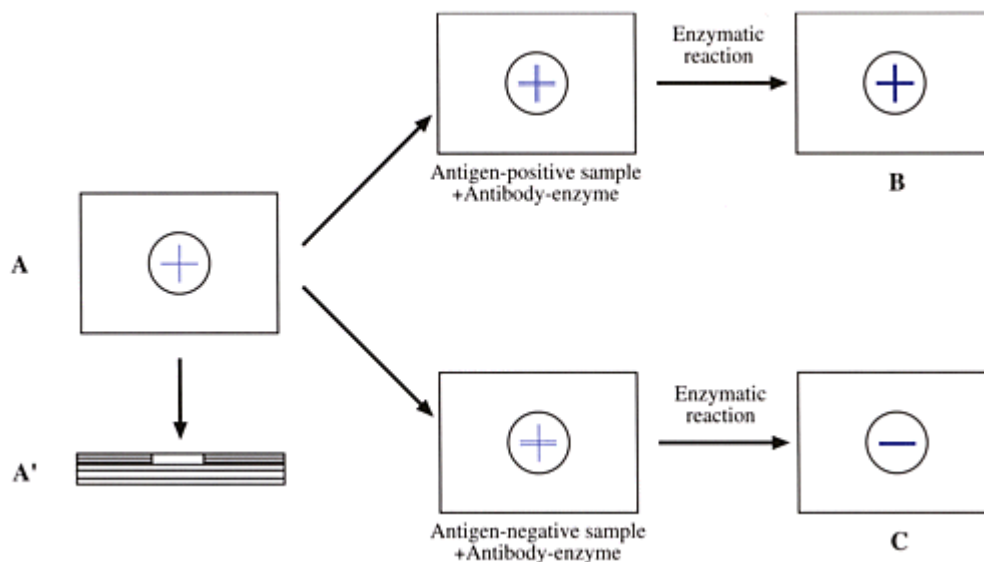 Enzymatic
reaction
Antigen-positive sample
+Antibody-enzyme
B
A
A'
Enzymatic
reaction
Antigen-negative sample
+Antibody-enzyme
C